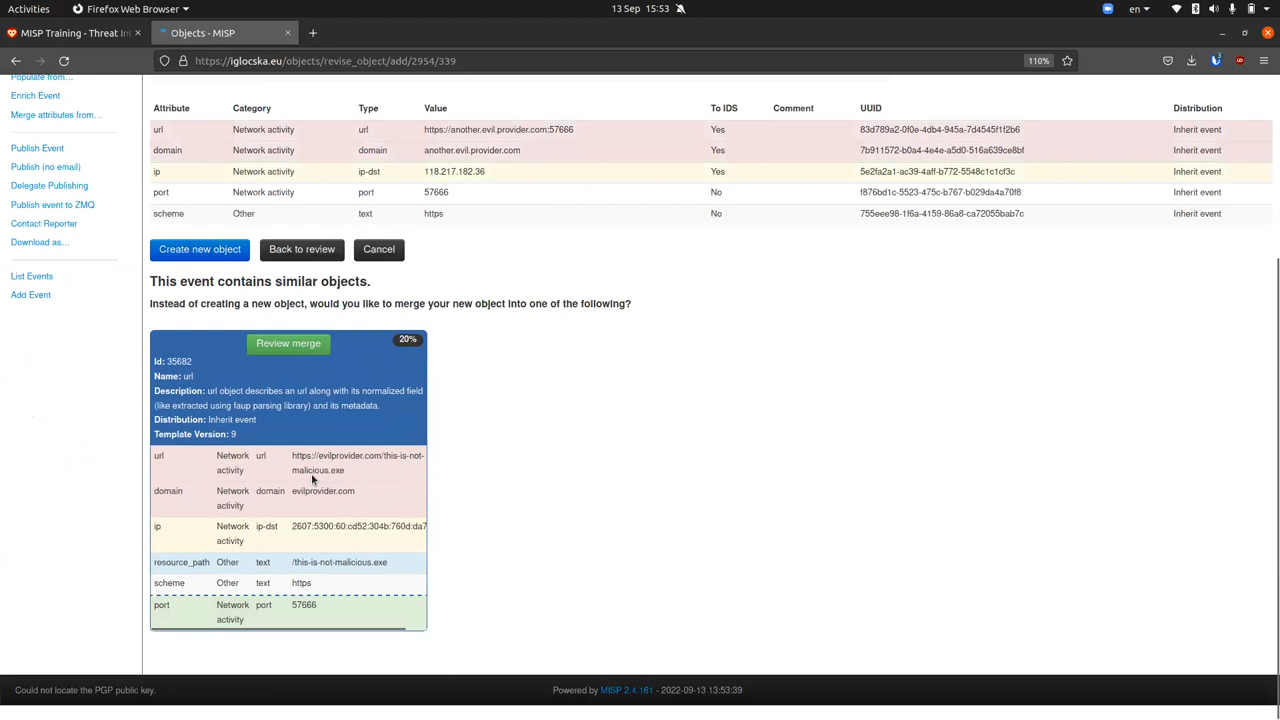 Activities Firefox Web Browser 13 Sep 15:53 en
MISP Training - Threat Int × Objects - MISP × +
https://iglocska.eu/objects/revise_object/add/2954/339 110%
Populate from…
Enrich Event
Merge attributes from…
Publish Event
Publish (no email)
Delegate Publishing
Publish event to ZMQ
Contact Reporter
Download as…
List Events
Add Event
Attribute Category Type Value To IDS Comment UUID Distribution
url Network activity url https://another.evil.provider.com:57666 Yes 83d789a2-0f0e-4db4-945a-7d4545f1f2b6 Inherit event
domain Network activity domain another.evil.provider.com Yes 7b911572-b0a4-4e4e-a5d0-516a639ce8bf Inherit event
ip Network activity ip-dst 118.217.182.36 Yes 5e2fa2a1-ac39-4aff-b772-5548c1c1cf3c Inherit event
port Network activity port 57666 No f876bd1c-5523-475c-b767-b029da4a70f8 Inherit event
scheme Other text https No 755eee98-1f6a-4159-86a8-ca72055bab7c Inherit event
Create new object Back to review Cancel
This event contains similar objects.
Instead of creating a new object, would you like to merge your new object into one of the following?
Review merge 20%
Id: 35682
Name: url
Description: url object describes an url along with its normalized field
(like extracted using faup parsing library) and its metadata.
Distribution: Inherit event
Template Version: 9
url Network url https://evilprovider.com/this-is-not-
activity malicious.exe
domain Network domain evilprovider.com
activity
ip Network ip-dst 2607:5300:60:cd52:304b:760d:da7
activity
resource_path Other text /this-is-not-malicious.exe
scheme Other text https
port Network port 57666
activity
Could not locate the PGP public key. Powered by MISP 2.4.161 - 2022-09-13 13:53:39